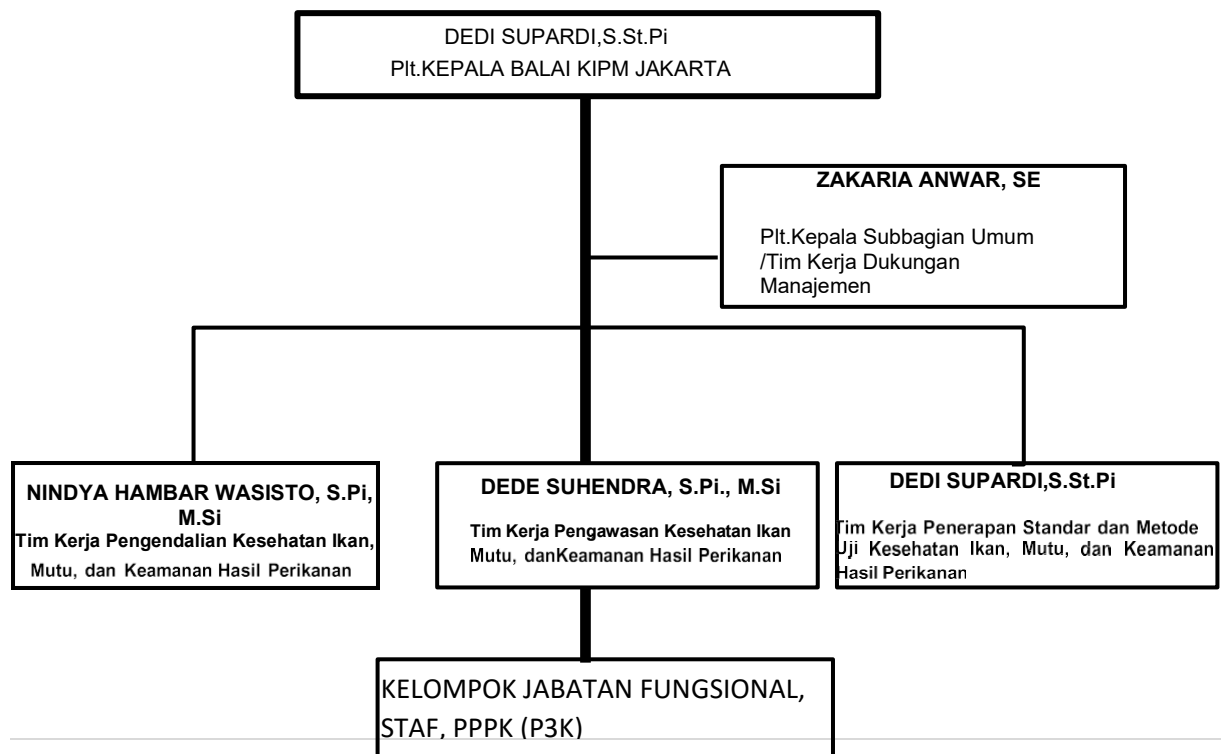 DEDI SUPARDI,S.St.Pi
Plt.KEPALA BALAI KIPM JAKARTA
ZAKARIA ANWAR, SE
Plt.Kepala Subbagian Umum
/Tim Kerja Dukungan
Manajemen
NINDYA HAMBAR WASISTO, S.Pi,
M.Si
Tim Kerja Pengendalian Kesehatan Ikan,
Mutu, dan Keamanan Hasil Perikanan
DEDE SUHENDRA, S.Pi., M.Si
Tim Kerja Pengawasan Kesehatan Ikan
Mutu, danKeamanan Hasil Perikanan
DEDI SUPARDI,S.St.Pi
Tim Kerja Penerapan Standar dan Metode
Uji Kesehatan Ikan, Mutu, dan Keamanan
Hasil Perikanan
KELOMPOK JABATAN FUNGSIONAL,
STAF, PPPK (P3K)